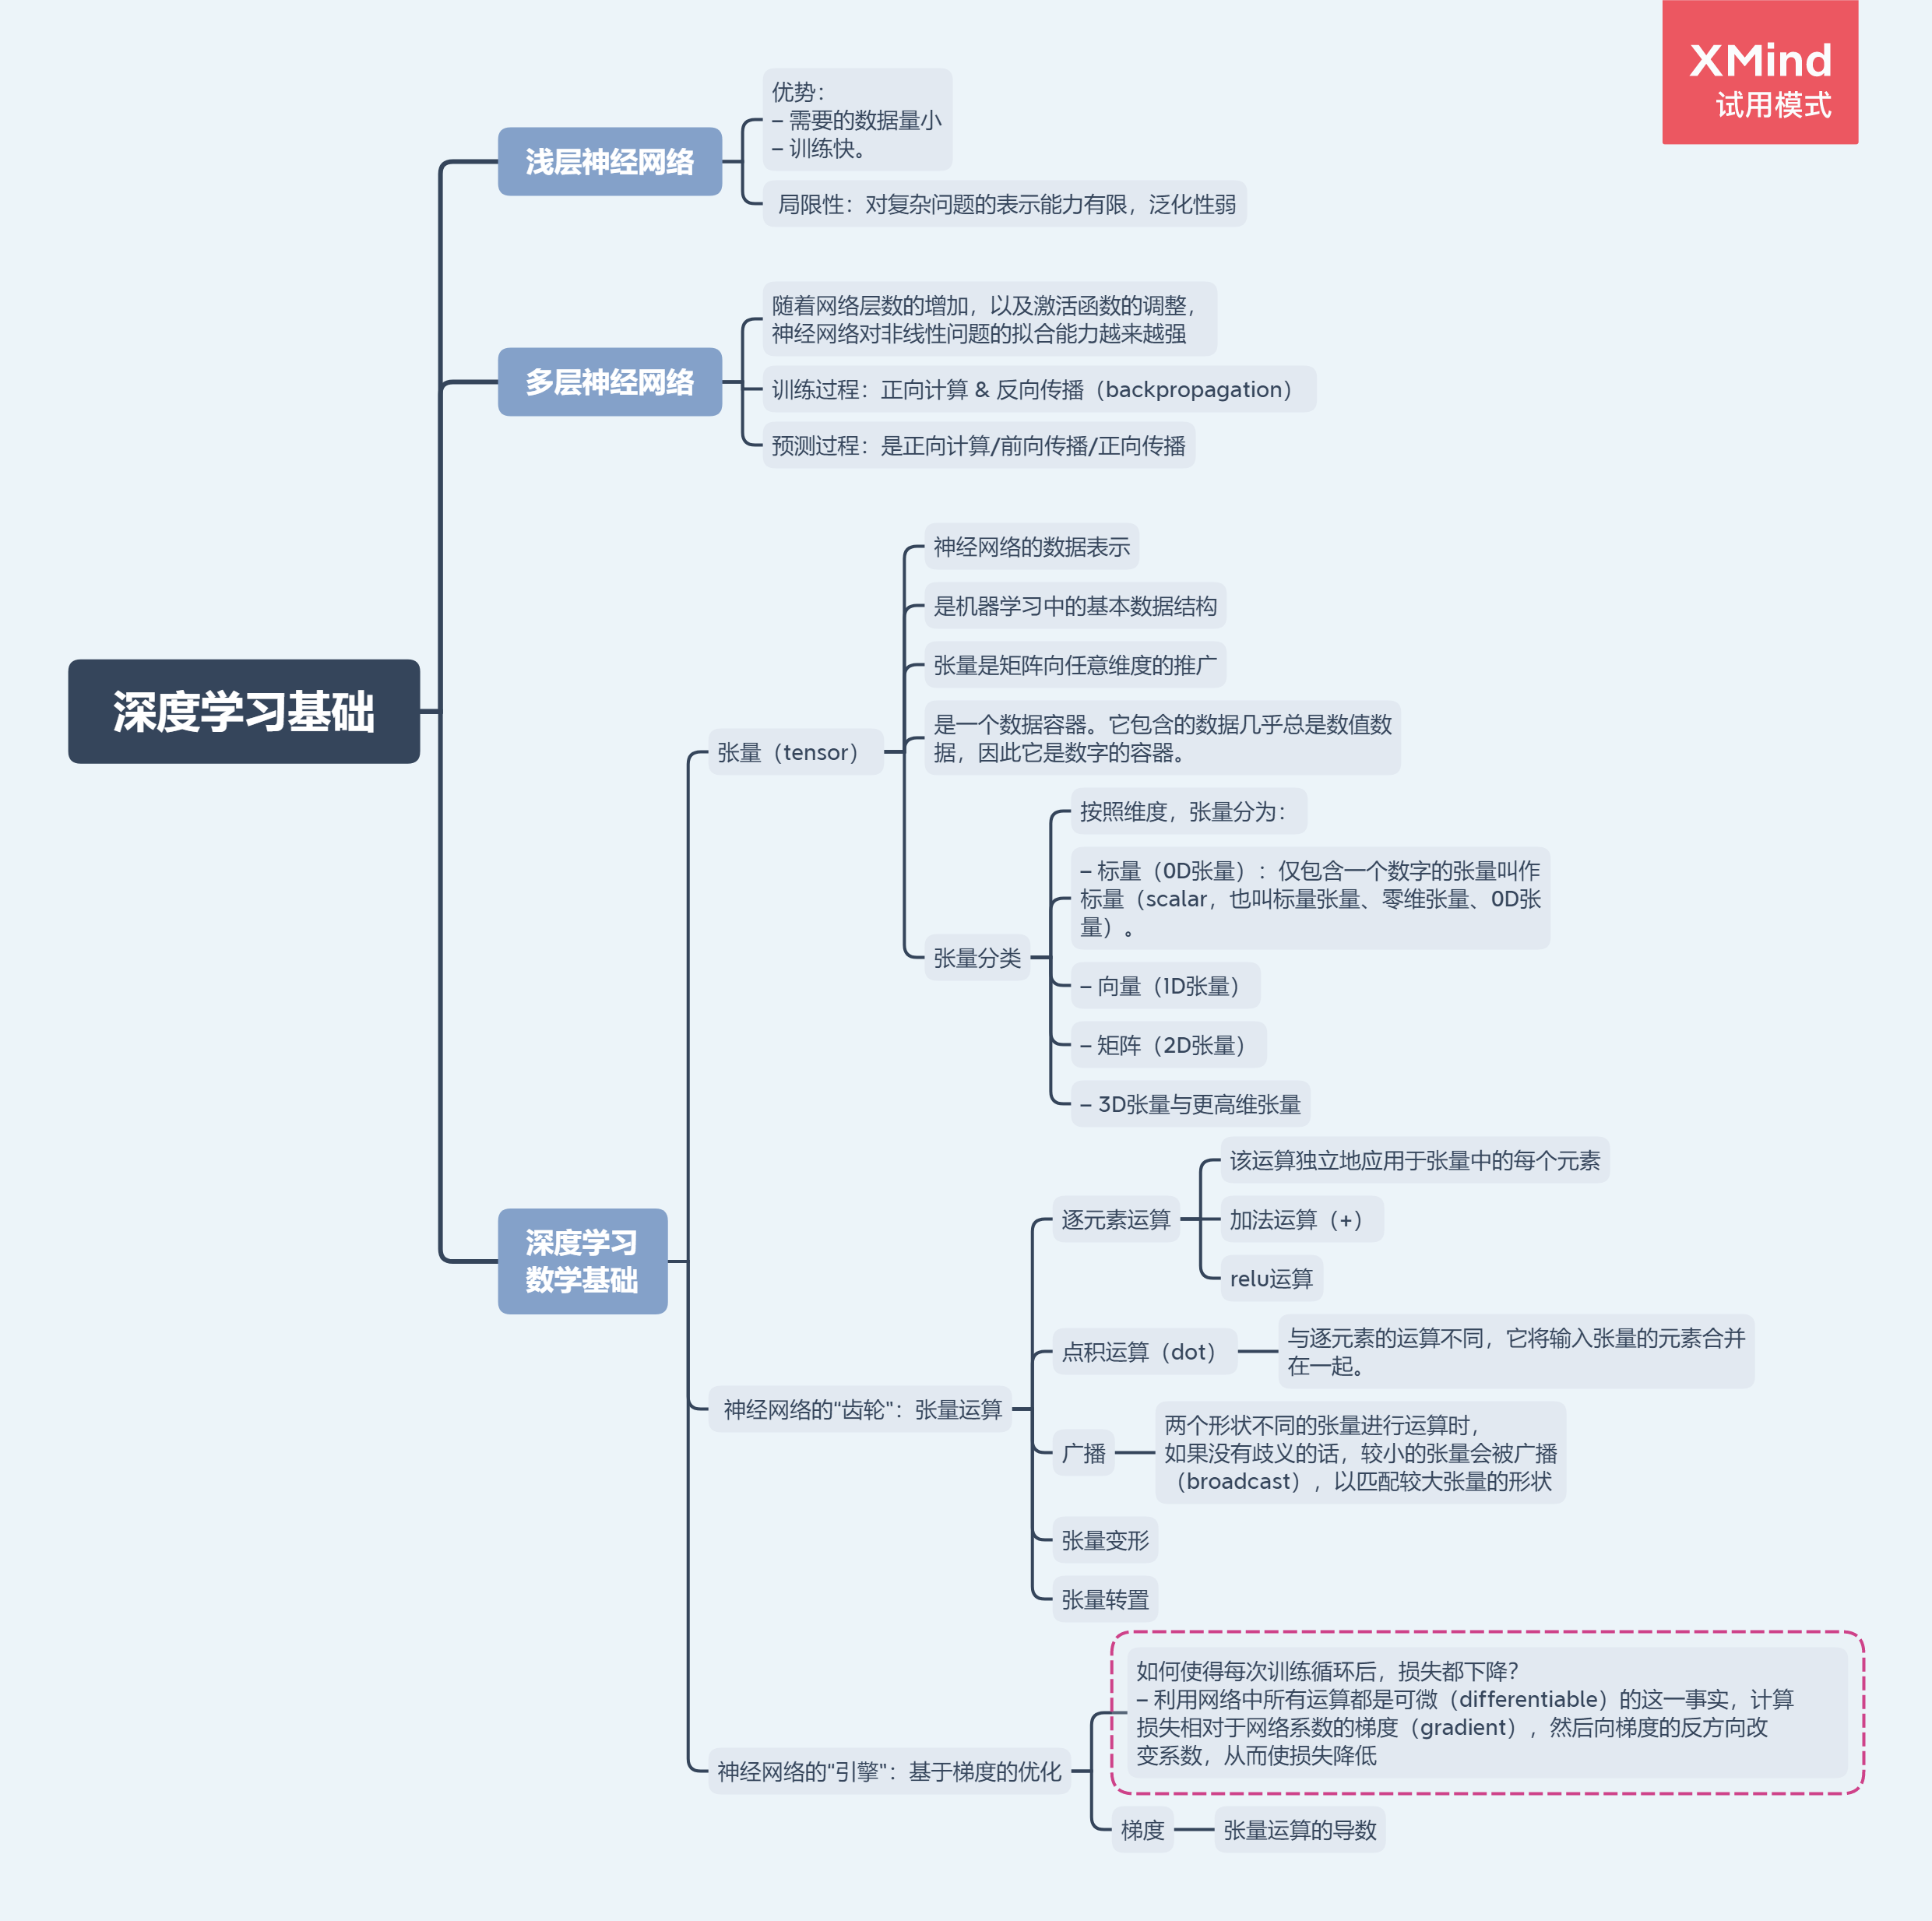 XMind
试用模式
深度学习基础
浅层神经网络
优势：
– 需要的数据量小
– 训练快。
局限性：对复杂问题的表示能力有限，泛化性弱
多层神经网络
随着网络层数的增加，以及激活函数的调整，
神经网络对非线性问题的拟合能力越来越强
训练过程：正向计算 & 反向传播（backpropagation）
预测过程：是正向计算/前向传播/正向传播
深度学习
数学基础
张量（tensor）
神经网络的数据表示
是机器学习中的基本数据结构
张量是矩阵向任意维度的推广
是一个数据容器。它包含的数据几乎总是数值数
据，因此它是数字的容器。
张量分类
按照维度，张量分为：
– 标量（0D张量）：仅包含一个数字的张量叫作
标量（scalar，也叫标量张量、零维张量、0D张
量）。
– 向量（1D张量）
– 矩阵（2D张量）
– 3D张量与更高维张量
神经网络的“齿轮”：张量运算
逐元素运算
该运算独立地应用于张量中的每个元素
加法运算（+）
relu运算
点积运算（dot）
与逐元素的运算不同，它将输入张量的元素合并
在一起。
广播
两个形状不同的张量进行运算时，
如果没有歧义的话，较小的张量会被广播
（broadcast），以匹配较大张量的形状
张量变形
张量转置
神经网络的“引擎”：基于梯度的优化
如何使得每次训练循环后，损失都下降？
– 利用网络中所有运算都是可微（differentiable）的这一事实，计算
损失相对于网络系数的梯度（gradient），然后向梯度的反方向改
变系数，从而使损失降低
梯度
张量运算的导数